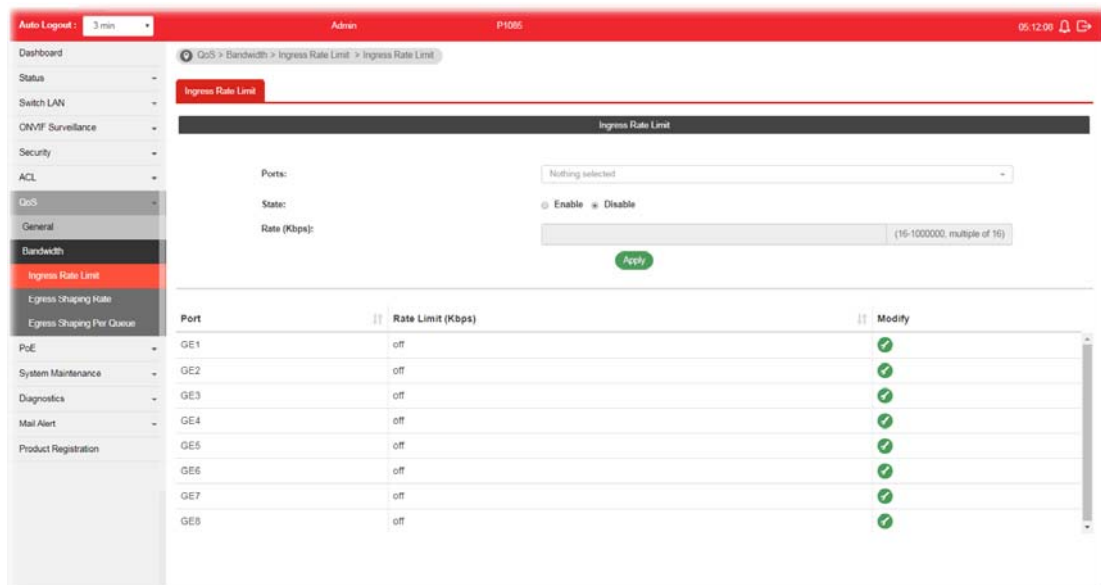 Auto Logout : 3 min Admin P1085 05:12:00
Dashboard
Status
Switch LAN
ONVIF Surveillance
Security
ACL
QoS
General
Bandwidth
Ingress Rate Limit
Egress Shaping Rate
Egress Shaping Per Queue
PoE
System Maintenance
Diagnostics
Mail Alert
Product Registration
QoS > Bandwidth > Ingress Rate Limit > Ingress Rate Limit
Ingress Rate Limit
Ingress Rate Limit
Ports: Nothing selected
State: Enable Disable
Rate (Kbps): (16-1000000, multiple of 16)
Apply
Port Rate Limit (Kbps) Modify
GE1 off
GE2 off
GE3 off
GE4 off
GE5 off
GE6 off
GE7 off
GE8 off